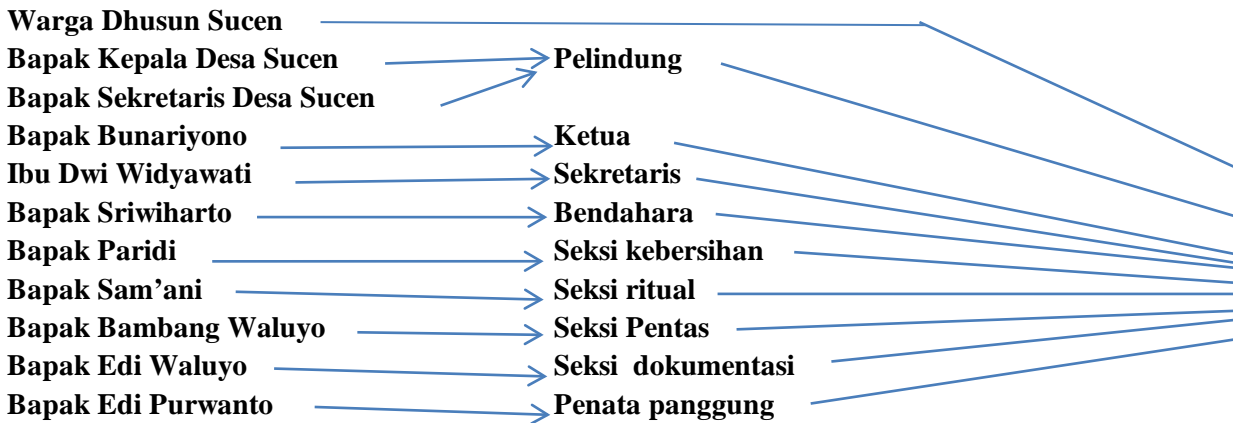 Warga Dhusun Sucen
Bapak Kepala Desa Sucen Pelindung
Bapak Sekretaris Desa Sucen
Bapak Bunariyono Ketua
Ibu Dwi Widyawati Sekretaris
Bapak Sriwiharto Bendahara
Bapak Paridi Seksi kebersihan
Bapak Sam’ani Seksi ritual
Bapak Bambang Waluyo Seksi Pentas
Bapak Edi Waluyo Seksi dokumentasi
Bapak Edi Purwanto Penata panggung